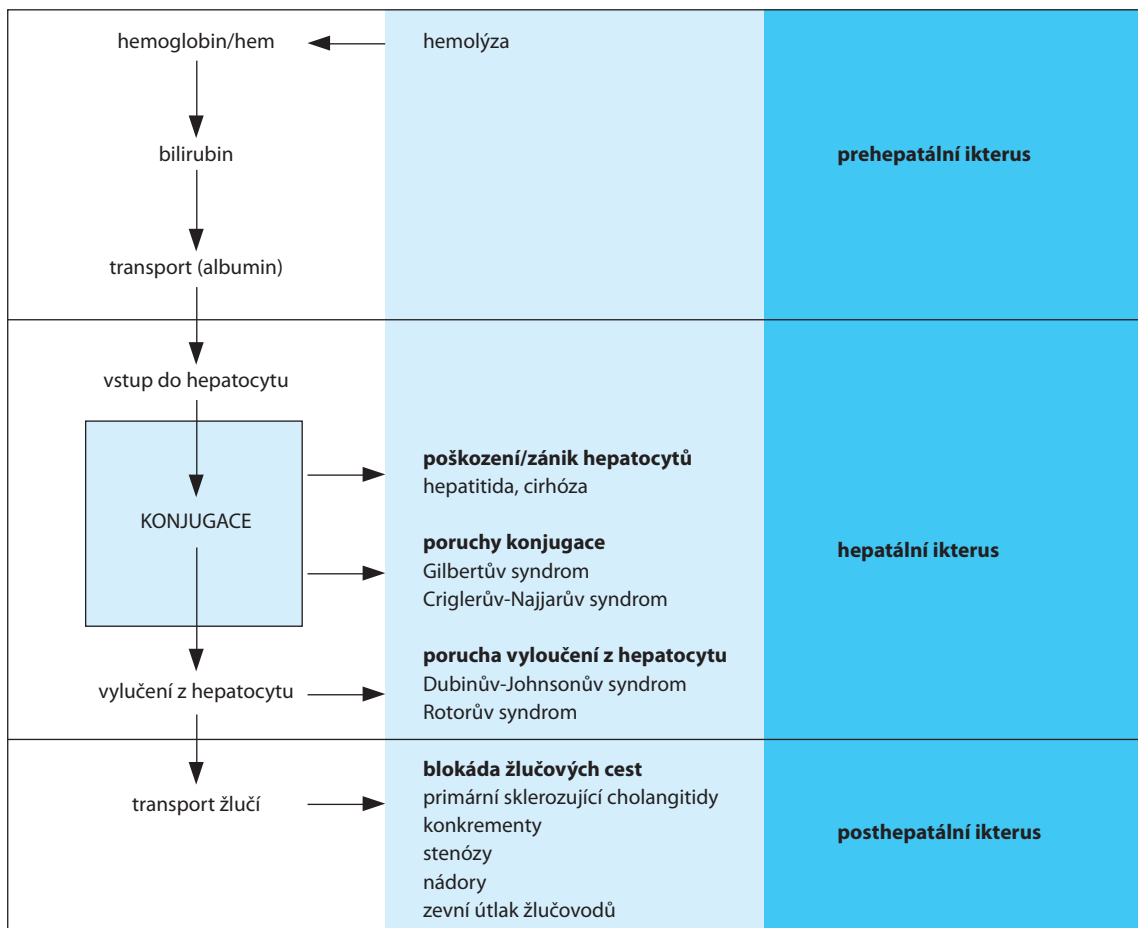 hemoglobin/hem
hemolýza
bilirubin
prehepatální ikterus
transport (albumin)
vstup do hepatocytu
poškození/zánik hepatocytů
hepatitida, cirhóza
KONJUGACE
poruchy konjugace
Gilbertův syndrom
Criglerův-Najjarův syndrom
hepatální ikterus
porucha vyloučení z hepatocytu
Dubinův-Johnsonův syndrom
Rotorův syndrom
vylučení z hepatocytu
blokáda žlučových cest
primární sklerozující cholangitidy
konkrementy
stenózy
nádory
zevní útlak žlučovodů
transport žlučí
posthepatální ikterus